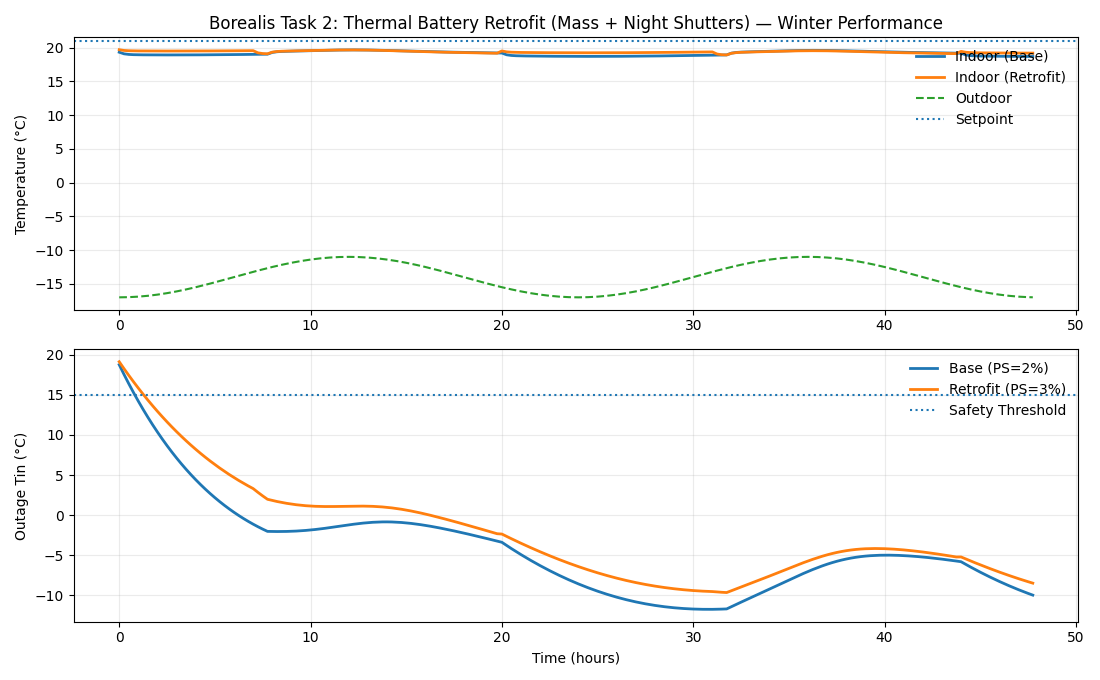 Borealis Task 2: Thermal Battery Retrofit (Mass + Night Shutters) — Winter Performance
Temperature (°C)
20
15
10
5
0
−5
−10
−15
Indoor (Base)
Indoor (Retrofit)
Outdoor
Setpoint
0 10 20 30 40 50
Outage Tin (°C)
20
15
10
5
0
−5
−10
Base (PS=2%)
Retrofit (PS=3%)
Safety Threshold
0 10 20 30 40 50
Time (hours)